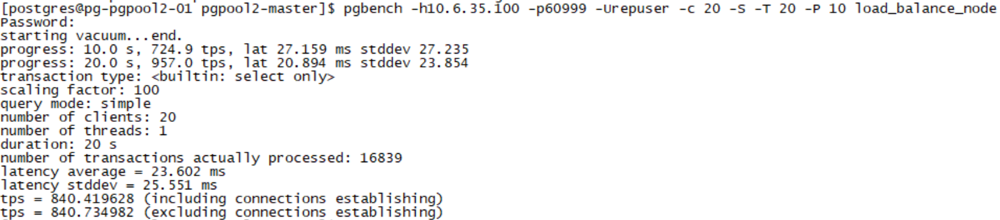 [postgres@pg-pgpool2-01 pgpool2-master]$ pgbench -h10.6.35.100 -p60999 -Urepuser -c 20 -S -T 20 -P 10 load_balance_node
Password:
starting vacuum...end.
progress: 10.0 s, 724.9 tps, lat 27.159 ms stddev 27.235
progress: 20.0 s, 957.0 tps, lat 20.894 ms stddev 23.854
transaction type: <builtin: select only>
scaling factor: 100
query mode: simple
number of clients: 20
number of threads: 1
duration: 20 s
number of transactions actually processed: 16839
latency average = 23.602 ms
latency stddev = 25.551 ms
tps = 840.419628 (including connections establishing)
tps = 840.734982 (excluding connections establishing)